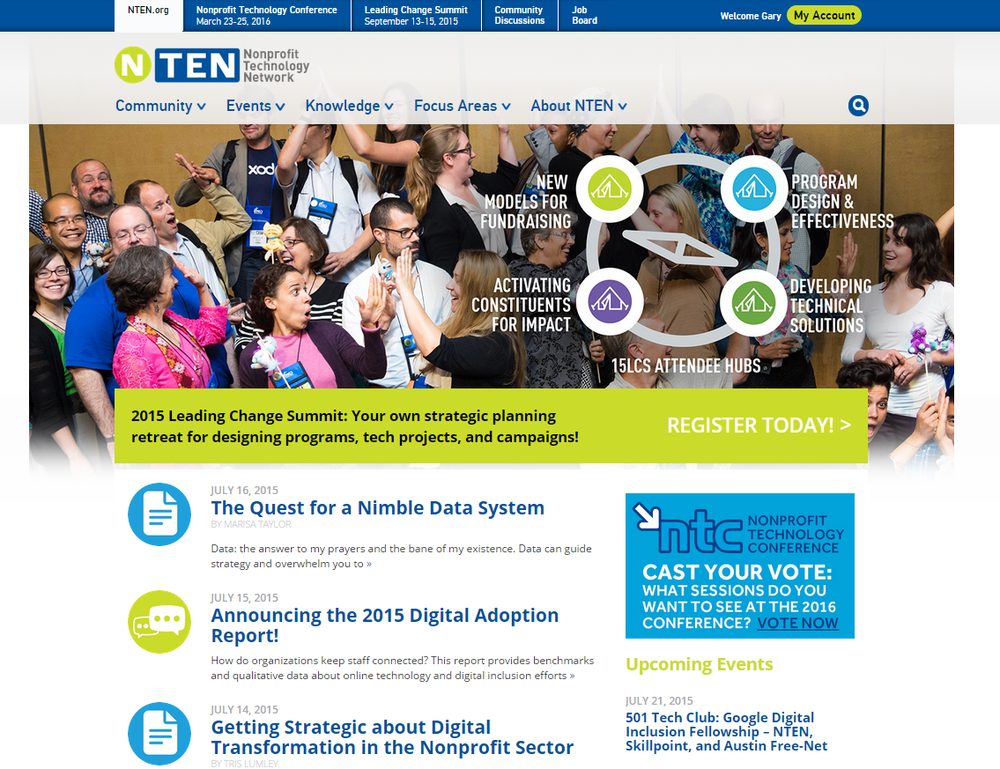 NTEN.org
Nonprofit Technology Conference
March 23-25, 2016
Leading Change Summit
September 13-15, 2015
Community
Discussions
Job
Board
Welcome Gary
My Account
N TEN
Nonprofit
Technology
Network
Community
Events
Knowledge
Focus Areas
About NTEN
NEW
MODELS FOR
FUNDRAISING
PROGRAM
DESIGN &
EFFECTIVENESS
ACTIVATING
CONSTITUENTS
FOR IMPACT
DEVELOPING
TECHNICAL
SOLUTIONS
15LCS ATTENDEE HUBS
2015 Leading Change Summit: Your own strategic planning
retreat for designing programs, tech projects, and campaigns!
REGISTER TODAY! >
JULY 16, 2015
The Quest for a Nimble Data System
BY MARISA TAYLOR
Data: the answer to my prayers and the bane of my existence. Data can guide
strategy and overwhelm you to »
JULY 15, 2015
Announcing the 2015 Digital Adoption
Report!
How do organizations keep staff connected? This report provides benchmarks
and qualitative data about online technology and digital inclusion efforts »
JULY 14, 2015
Getting Strategic about Digital
Transformation in the Nonprofit Sector
BY TRIS LUMLEY
ntc
NONPROFIT
TECHNOLOGY
CONFERENCE
CAST YOUR VOTE:
WHAT SESSIONS DO YOU
WANT TO SEE AT THE 2016
CONFERENCE? VOTE NOW
Upcoming Events
JULY 21, 2015
501 Tech Club: Google Digital
Inclusion Fellowship – NTEN,
Skillpoint, and Austin Free-Net